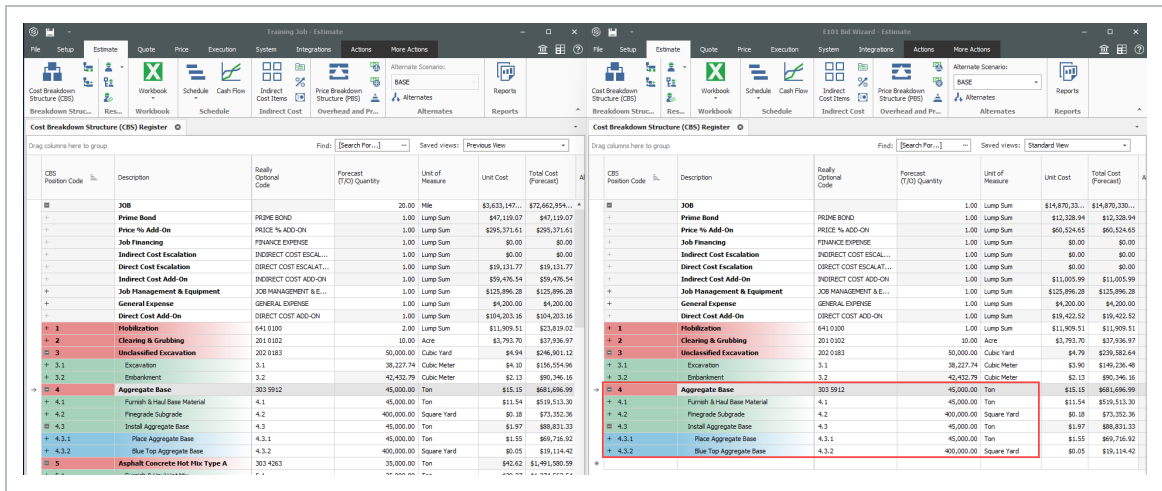 Training Job - Estimate
File Setup Estimate Quote Price Execution System Integrations Actions More Actions
Cost Breakdown Structure (CBS)
Workbook
Schedule
Cash Flow
Indirect Cost Items
Price Breakdown Structure (PBS)
Alternate Scenario:
BASE
Alternates
Reports
Breakdown Struc... Res... Workbook Schedule Indirect Cost Overhead and Pr... Alternates Reports
Cost Breakdown Structure (CBS) Register
Drag columns here to group Find: [Search For...] ... Saved views: Previous View
CBS Position Code Description Really Optional Code Forecast (T/O) Quantity Unit of Measure Unit Cost Total Cost (Forecast) Al
JOB 20.00 Mile $3,633,147... $72,662,954...
Prime Bond PRIME BOND 1.00 Lump Sum $47,119.07 $47,119.07
Price % Add-On PRICE % ADD-ON 1.00 Lump Sum $295,371.61 $295,371.61
Job Financing FINANCE EXPENSE 1.00 Lump Sum $0.00 $0.00
Indirect Cost Escalation INDIRECT COST ESCAL... 1.00 Lump Sum $0.00 $0.00
Direct Cost Escalation DIRECT COST ESCALAT... 1.00 Lump Sum $19,131.77 $19,131.77
Indirect Cost Add-On INDIRECT COST ADD-ON 1.00 Lump Sum $59,476.54 $59,476.54
Job Management & Equipment JOB MANAGEMENT & E... 1.00 Lump Sum $125,896.28 $125,896.28
General Expense GENERAL EXPENSE 1.00 Lump Sum $4,200.00 $4,200.00
Direct Cost Add-On DIRECT COST ADD-ON 1.00 Lump Sum $104,203.16 $104,203.16
1 Mobilization 641 0100 2.00 Lump Sum $11,909.51 $23,819.02
2 Clearing & Grubbing 201 0102 10.00 Acre $3,793.70 $37,936.97
3 Unclassified Excavation 202 0183 50,000.00 Cubic Yard $4.94 $246,901.12
3.1 Excavation 3.1 38,227.74 Cubic Meter $4.10 $156,554.96
3.2 Embankment 3.2 42,432.79 Cubic Meter $2.13 $90,346.16
4 Aggregate Base 303 5912 45,000.00 Ton $15.15 $681,696.99
4.1 Furnish & Haul Base Material 4.1 45,000.00 Ton $11.54 $519,513.30
4.2 Finegrade Subgrade 4.2 400,000.00 Square Yard $0.18 $73,352.36
4.3 Install Aggregate Base 4.3 45,000.00 Ton $1.97 $88,831.33
4.3.1 Place Aggregate Base 4.3.1 45,000.00 Ton $1.55 $69,716.92
4.3.2 Blue Top Aggregate Base 4.3.2 400,000.00 Square Yard $0.05 $19,114.42
5 Asphalt Concrete Hot Mix Type A 303 4263 35,000.00 Ton $42.62 $1,491,580.59
E101 Bid Wizard - Estimate
File Setup Estimate Quote Price Execution System Integrations Actions More Actions
Cost Breakdown Structure (CBS)
Workbook
Schedule
Cash Flow
Indirect Cost Items
Price Breakdown Structure (PBS)
Alternate Scenario:
BASE
Alternates
Reports
Breakdown Struc... Res... Workbook Schedule Indirect Cost Overhead and Pr... Alternates Reports
Cost Breakdown Structure (CBS) Register
Drag columns here to group Find: [Search For...] ... Saved views: Standard View
CBS Position Code Description Really Optional Code Forecast (T/O) Quantity Unit of Measure Unit Cost Total Cost (Forecast) A
JOB 1.00 Lump Sum $14,870,33... $14,870,330...
Prime Bond PRIME BOND 1.00 Lump Sum $12,328.94 $12,328.94
Price % Add-On PRICE % ADD-ON 1.00 Lump Sum $60,524.65 $60,524.65
Job Financing FINANCE EXPENSE 1.00 Lump Sum $0.00 $0.00
Indirect Cost Escalation INDIRECT COST ESCAL... 1.00 Lump Sum $0.00 $0.00
Direct Cost Escalation DIRECT COST ESCALAT... 1.00 Lump Sum $0.00 $0.00
Indirect Cost Add-On INDIRECT COST ADD-ON 1.00 Lump Sum $11,005.99 $11,005.99
Job Management & Equipment JOB MANAGEMENT & E... 1.00 Lump Sum $125,896.28 $125,896.28
General Expense GENERAL EXPENSE 1.00 Lump Sum $4,200.00 $4,200.00
Direct Cost Add-On DIRECT COST ADD-ON 1.00 Lump Sum $19,422.52 $19,422.52
1 Mobilization 641 0100 1.00 Lump Sum $11,909.51 $11,909.51
2 Clearing & Grubbing 201 0102 10.00 Acre $3,793.70 $37,936.97
3 Unclassified Excavation 202 0183 50,000.00 Cubic Yard $4.79 $239,582.64
3.1 Excavation 3.1 38,227.74 Cubic Meter $3.90 $149,236.48
3.2 Embankment 3.2 42,432.79 Cubic Meter $2.13 $90,346.16
4 Aggregate Base 303 5912 45,000.00 Ton $15.15 $681,696.99
4.1 Furnish & Haul Base Material 4.1 45,000.00 Ton $11.54 $519,513.30
4.2 Finegrade Subgrade 4.2 400,000.00 Square Yard $0.18 $73,352.36
4.3 Install Aggregate Base 4.3 45,000.00 Ton $1.97 $88,831.33
4.3.1 Place Aggregate Base 4.3.1 45,000.00 Ton $1.55 $69,716.92
4.3.2 Blue Top Aggregate Base 4.3.2 400,000.00 Square Yard $0.05 $19,114.42